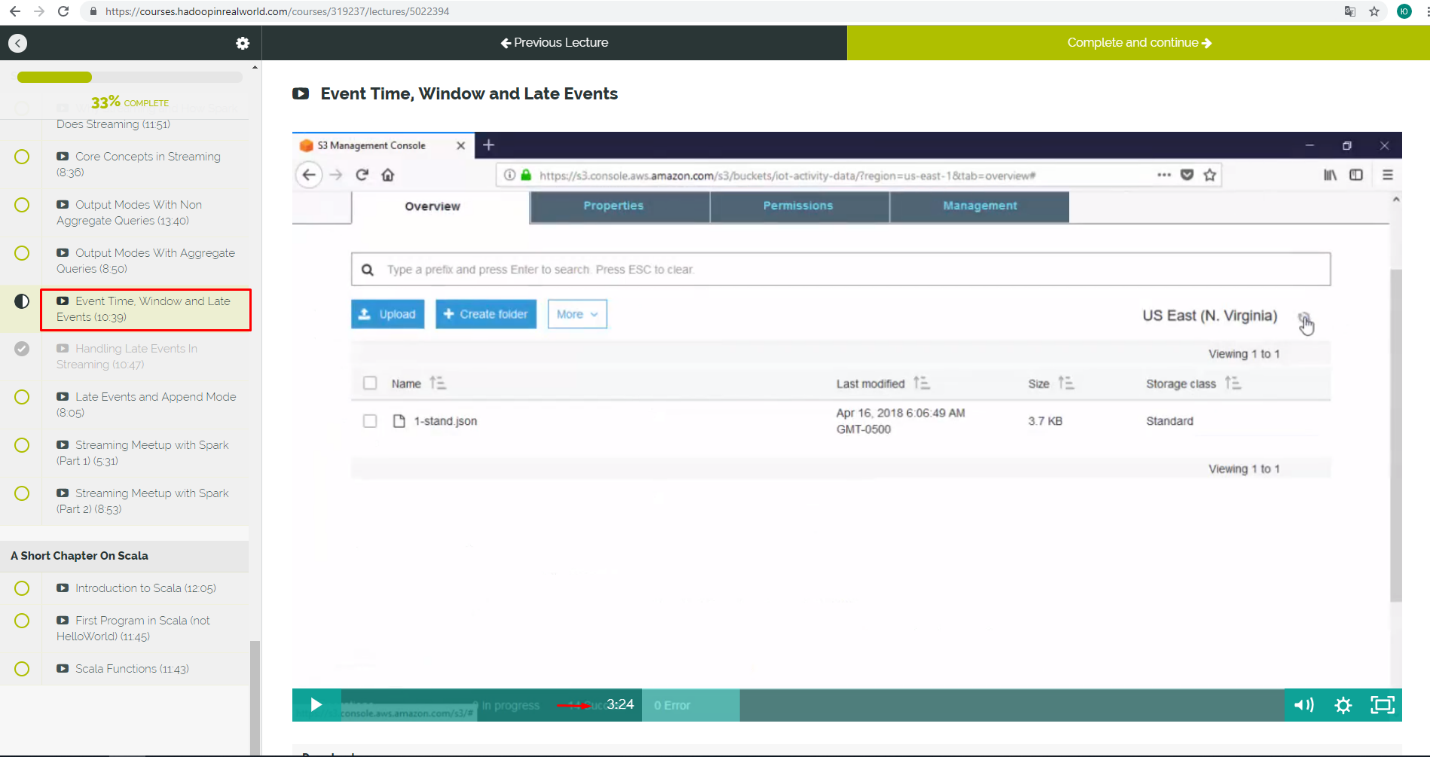 https://courses.hadoopinrealworld.com/courses/319237/lectures/5022394
Ю
Previous Lecture
Complete and continue
33% COMPLETE
Does Streaming (11:51)
Core Concepts in Streaming
(8:36)
Output Modes With Non
Aggregate Queries (13:40)
Output Modes With Aggregate
Queries (8:50)
Event Time, Window and Late
Events (10:39)
Handling Late Events In
Streaming (10:47)
Late Events and Append Mode
(8:05)
Streaming Meetup with Spark
(Part 1) (5:31)
Streaming Meetup with Spark
(Part 2) (8:53)
A Short Chapter On Scala
Introduction to Scala (12:05)
First Program in Scala (not
HelloWorld) (11:45)
Scala Functions (11:43)
Event Time, Window and Late Events
S3 Management Console
https://s3.console.aws.amazon.com/s3/buckets/iot-activity-data/?region=us-east-1&tab=overview#
Overview
Properties
Permissions
Management
Type a prefix and press Enter to search. Press ESC to clear.
Upload
Create folder
More
US East (N. Virginia)
Viewing 1 to 1
Name
Last modified
Size
Storage class
1-stand.json
Apr 16, 2018 6:06:49 AM
GMT-0500
3.7 KB
Standard
Viewing 1 to 1
In progress
3:24
0 Error
console.aws.amazon.com/s3/#